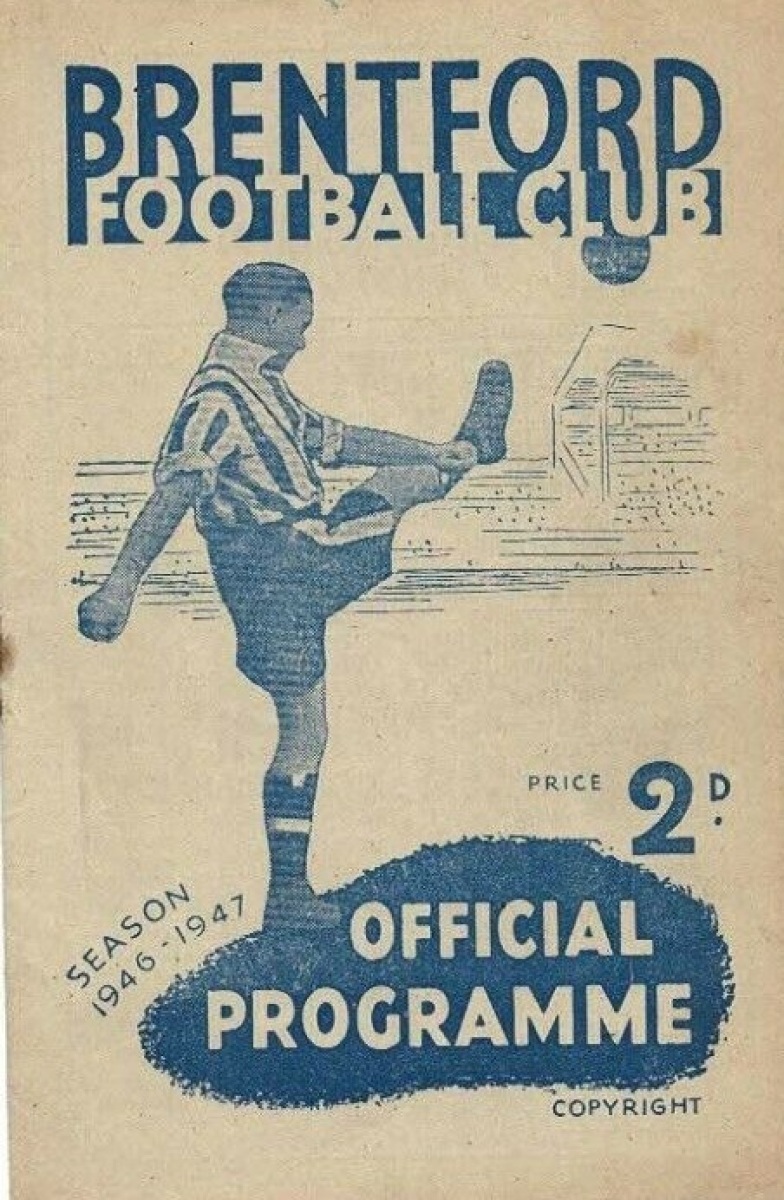 BRENTFORD
FOOTBALL CLUB
PRICE 2D.
SEASON
1946-1947
OFFICIAL
PROGRAMME
COPYRIGHT